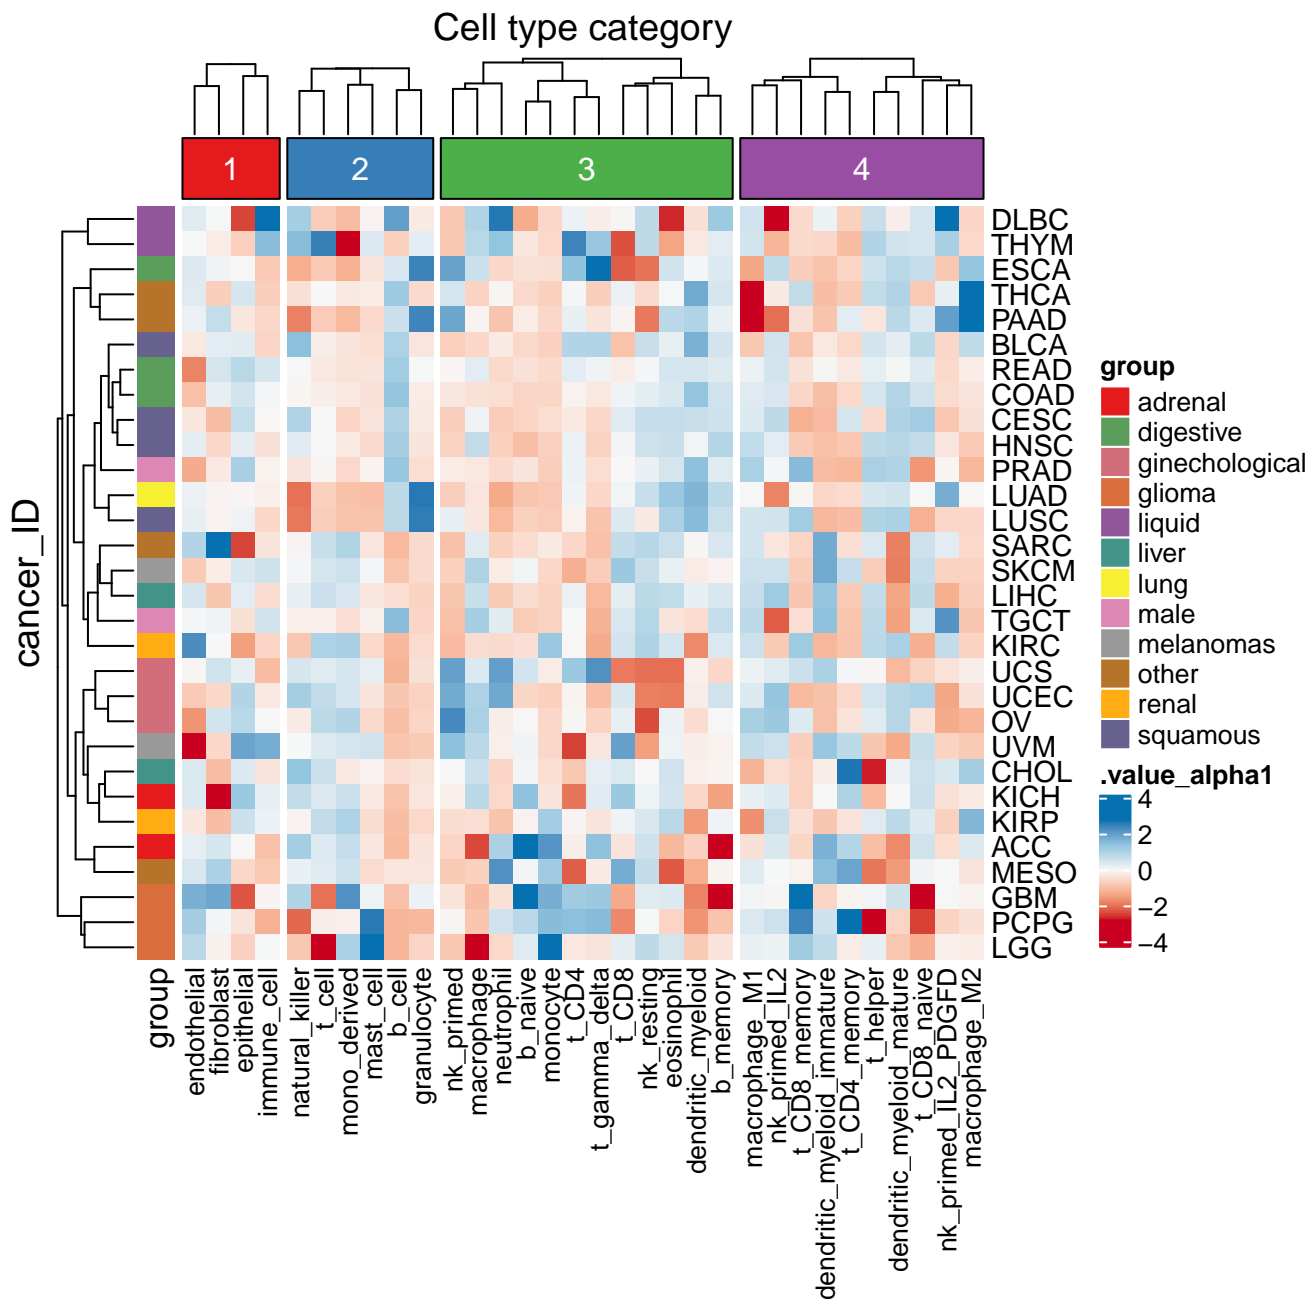 Cell type category
1 2 3 4
cancer_ID
DLBC
THYM
ESCA
THCA
PAAD
BLCA
READ
COAD
CESC
HNSC
PRAD
LUAD
LUSC
SARC
SKCM
LIHC
TGCT
KIRC
UCS
UCEC
OV
UVM
CHOL
KICH
KIRP
ACC
MESO
GBM
PCPG
LGG
group
endothelial
fibroblast
epithelial
immune_cell
natural_killer
t_cell
mono_derived
mast_cell
b_cell
granulocyte
nk_primed
macrophage
neutrophil
b_naive
monocyte
t_CD4
t_gamma_delta
t_CD8
nk_resting
eosinophil
dendritic_myeloid
b_memory
macrophage_M1
nk_primed_IL2
t_CD8_memory
dendritic_myeloid_immature
t_CD4_memory
t_helper
dendritic_myeloid_mature
t_CD8_naive
nk_primed_IL2_PDGFD
macrophage_M2
group
adrenal
digestive
ginechological
glioma
liquid
liver
lung
male
melanomas
other
renal
squamous
.value_alpha1
4
2
0
−2
−4